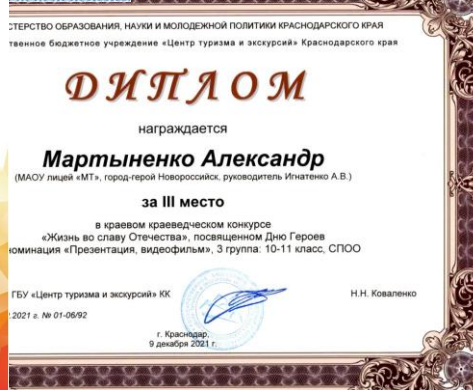 СТЕРСТВО ОБРАЗОВАНИЯ, НАУКИ И МОЛОДЕЖНОЙ ПОЛИТИКИ КРАСНОДАРСКОГО КРАЯ
твенное бюджетное учреждение «Центр туризма и экскурсий» Краснодарского края
ДИПЛОМ
награждается
Мартыненко Александр
(МАОУ лицей «МТ», город-герой Новороссийск, руководитель Игнатенко А.В.)
за III место
в краевом краеведческом конкурсе
«Жизнь во славу Отечества», посвященном Дню Героев
номинация «Презентация, видеофильм», 3 группа: 10-11 класс, СПОО
ГБУ «Центр туризма и экскурсий» КК
Н.Н. Коваленко
.2021 г. № 01-06/92
г. Краснодар,
9 декабря 2021 г.